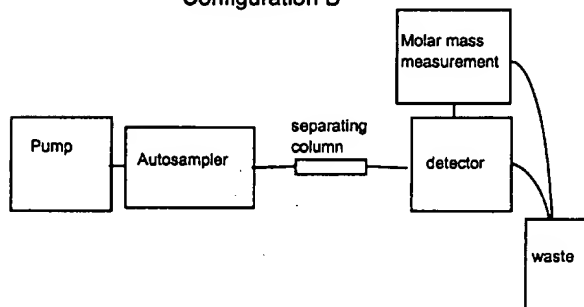 Configuration B
Molar mass
measurement
Pump
Autosampler
separating
column
detector
waste